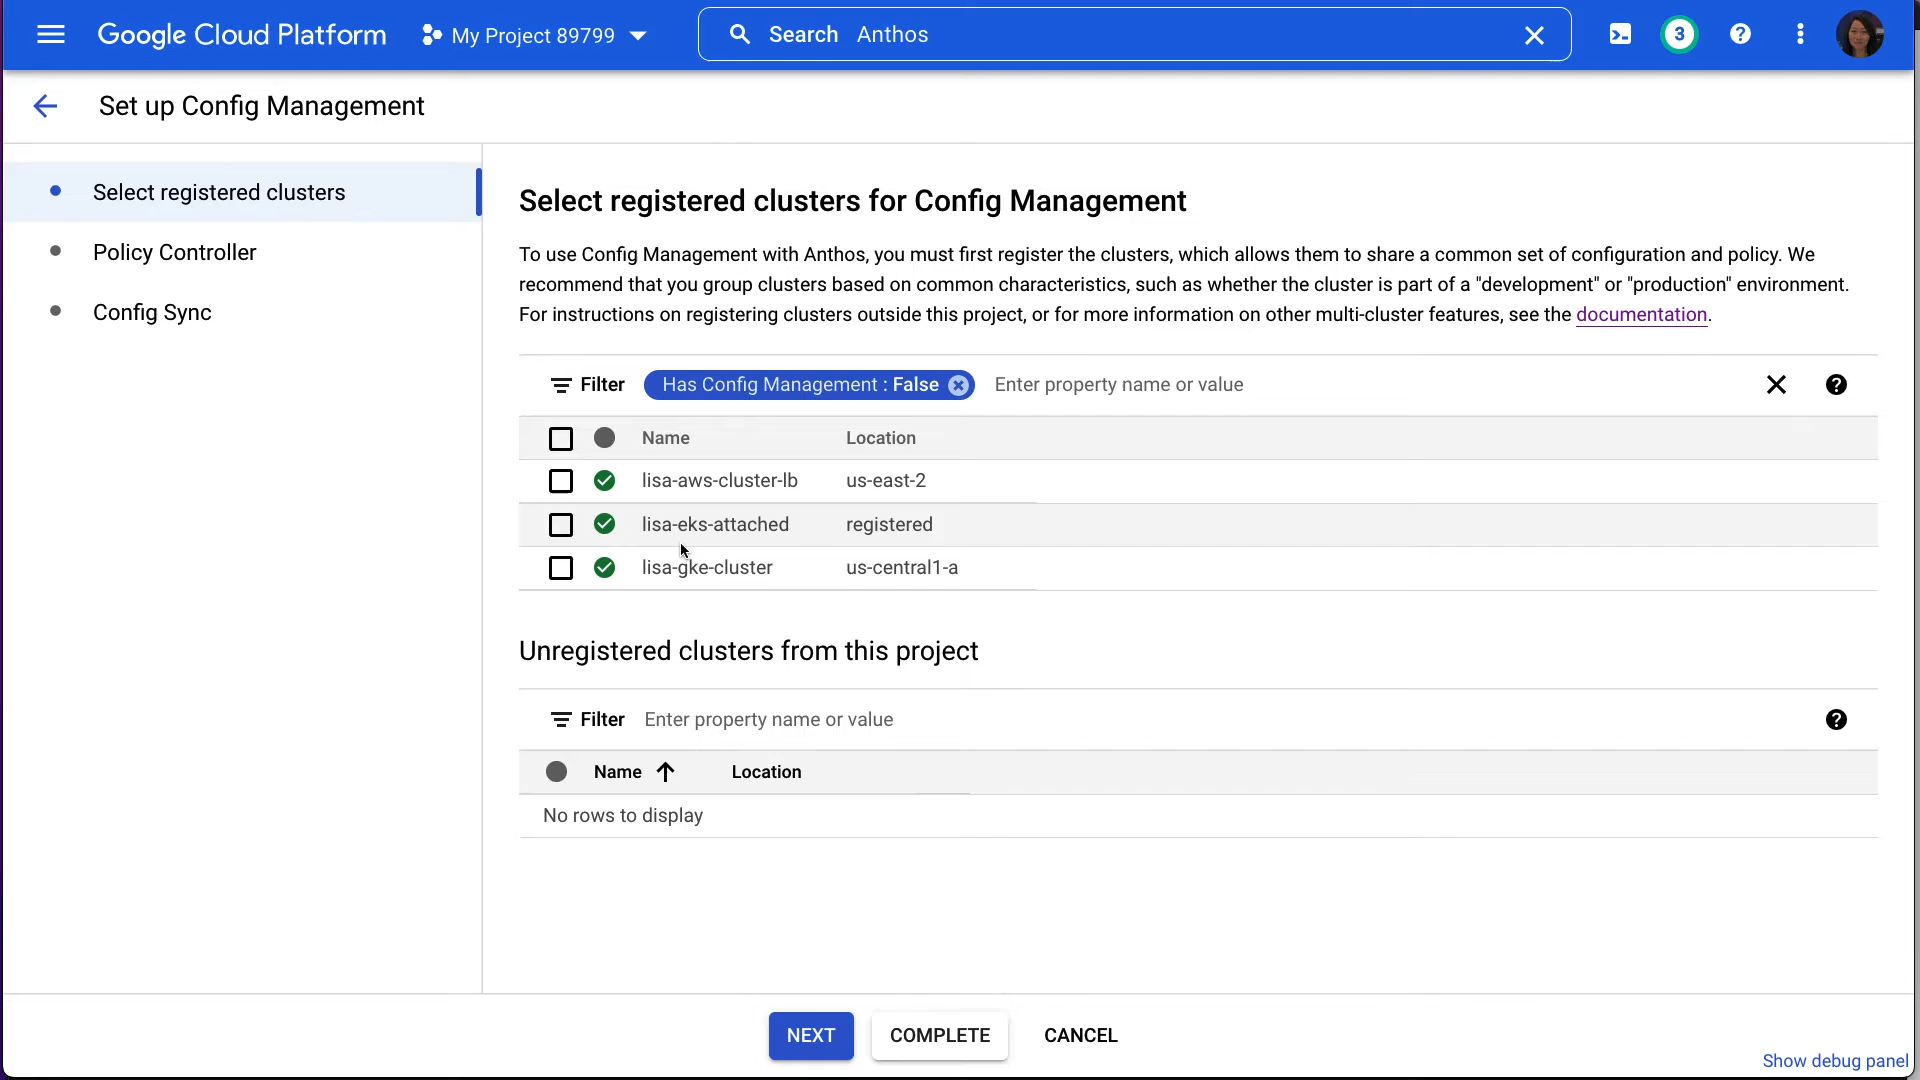 Google Cloud Platform
My Project 89799
Search Anthos
3
Set up Config Management
Select registered clusters
Policy Controller
Config Sync
Select registered clusters for Config Management
To use Config Management with Anthos, you must first register the clusters, which allows them to share a common set of configuration and policy. We
recommend that you group clusters based on common characteristics, such as whether the cluster is part of a "development" or "production" environment.
For instructions on registering clusters outside this project, or for more information on other multi-cluster features, see the documentation.
Filter Has Config Management : False Enter property name or value
Name Location
lisa-aws-cluster-lb us-east-2
lisa-eks-attached registered
lisa-gke-cluster us-central1-a
Unregistered clusters from this project
Filter Enter property name or value
Name Location
No rows to display
NEXT COMPLETE CANCEL
Show debug panel